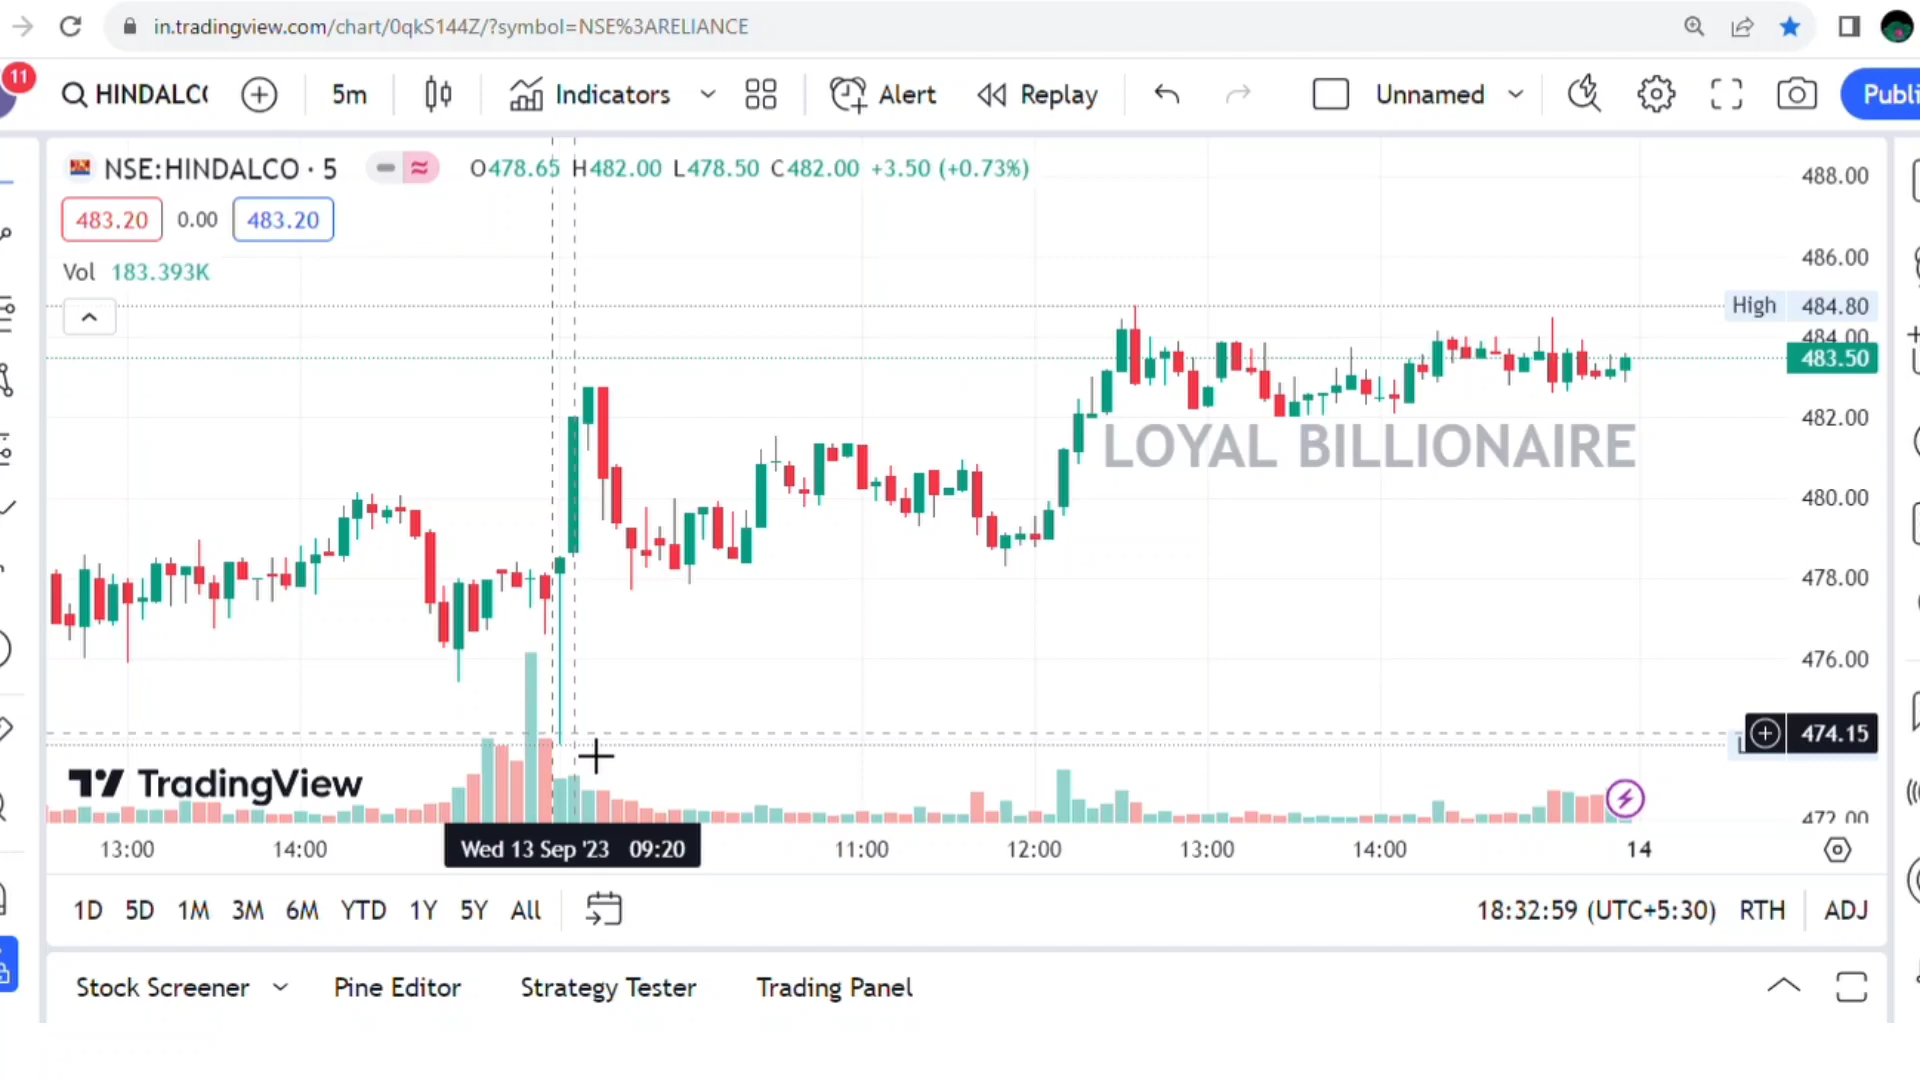 in.tradingview.com/chart/0qkS144Z/?symbol=NSE%3ARELIANCE
11
HINDALC
5m
Indicators
Alert
Replay
Unnamed
Publi
NSE:HINDALCO · 5
O478.65 H482.00 L478.50 C482.00 +3.50 (+0.73%)
483.20
0.00
483.20
Vol 183.393K
488.00
486.00
High 484.80
484.00
483.50
482.00
LOYAL BILLIONAIRE
480.00
478.00
476.00
474.15
472.00
TradingView
13:00
14:00
Wed 13 Sep '23 09:20
11:00
12:00
13:00
14:00
14
1D 5D 1M 3M 6M YTD 1Y 5Y All
18:32:59 (UTC+5:30) RTH ADJ
Stock Screener
Pine Editor
Strategy Tester
Trading Panel